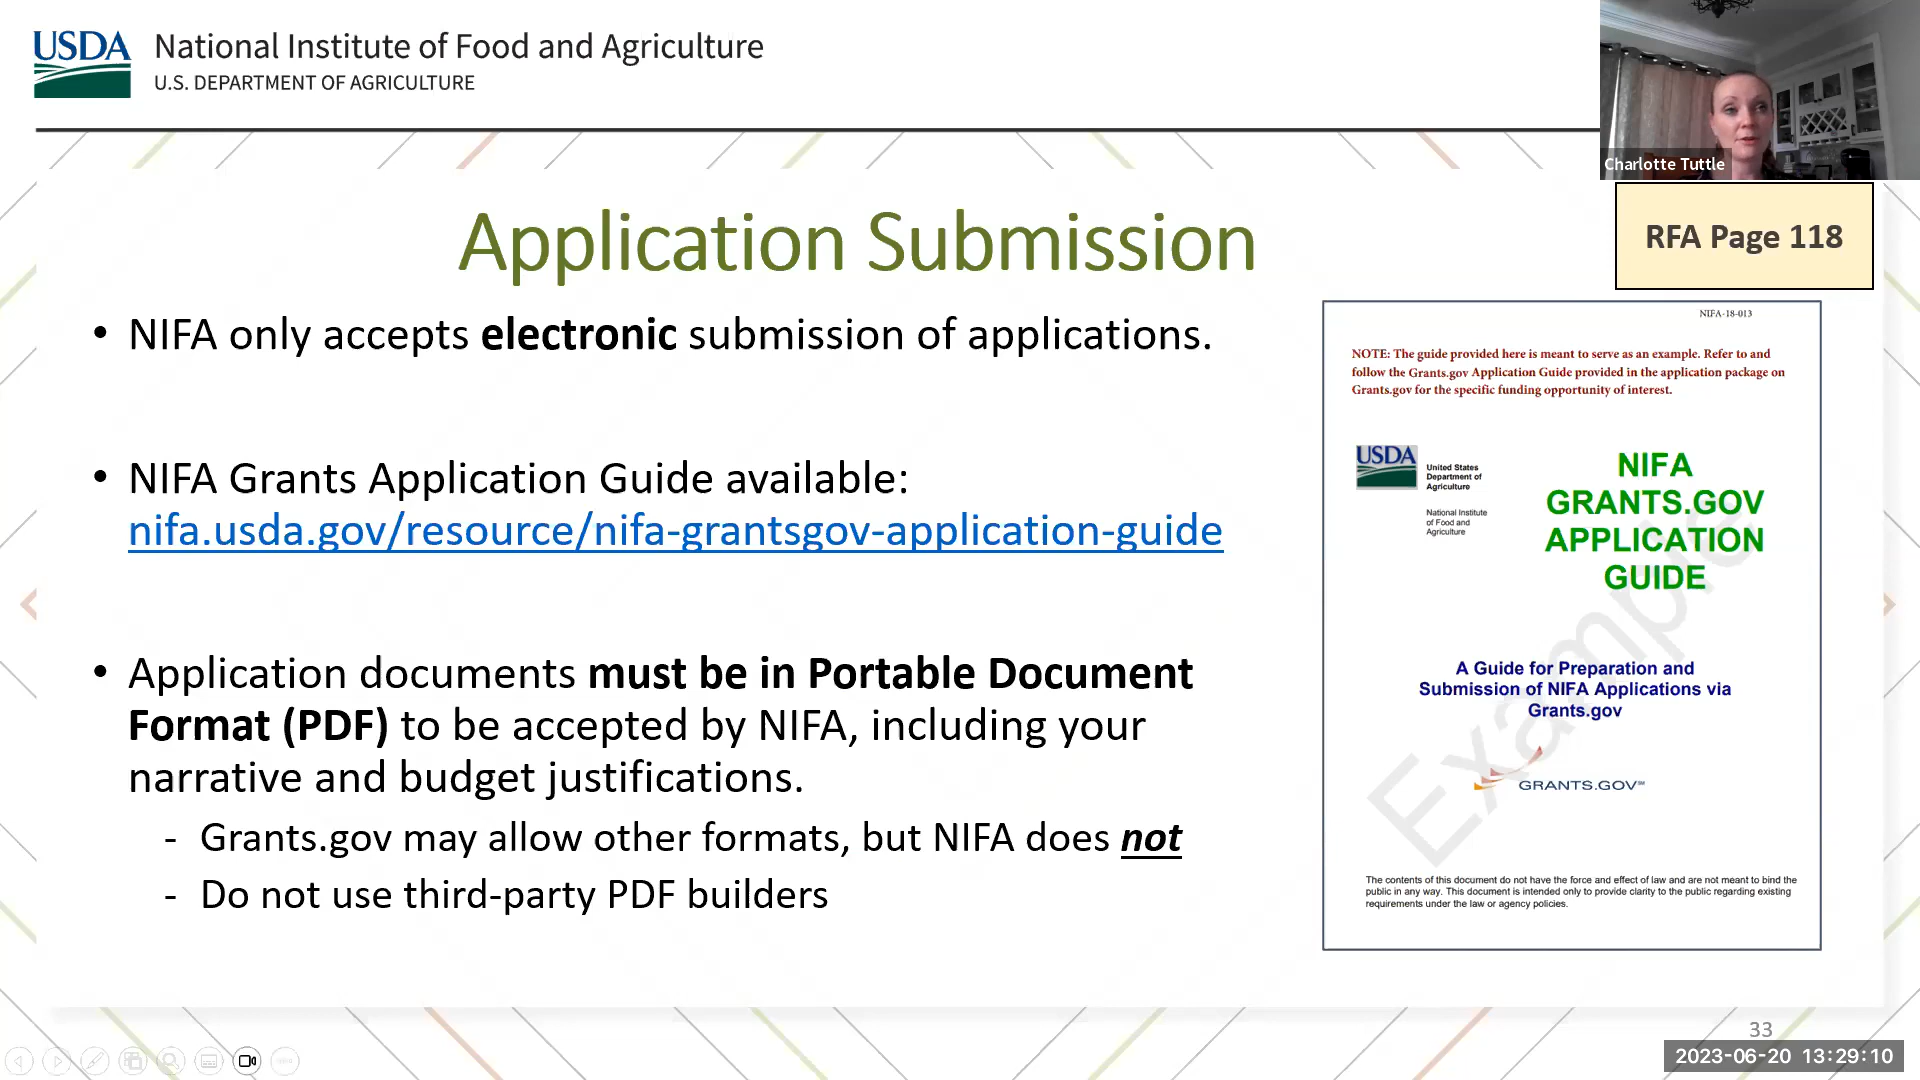 USDA
National Institute of Food and Agriculture
U.S. DEPARTMENT OF AGRICULTURE
Charlotte Tuttle
RFA Page 118
Application Submission
• NIFA only accepts electronic submission of applications.
• NIFA Grants Application Guide available:
nifa.usda.gov/resource/nifa-grantsgov-application-guide
• Application documents must be in Portable Document
Format (PDF) to be accepted by NIFA, including your
narrative and budget justifications.
- Grants.gov may allow other formats, but NIFA does not
- Do not use third-party PDF builders
NIFA-18-013
NOTE: The guide provided here is meant to serve as an example. Refer to and
follow the Grants.gov Application Guide provided in the application package on
Grants.gov for the specific funding opportunity of interest.
USDA
United States
Department of
Agriculture
National Institute
of Food and
Agriculture
NIFA
GRANTS.GOV
APPLICATION
GUIDE
A Guide for Preparation and
Submission of NIFA Applications via
Grants.gov
Example
GRANTS.GOV℠
The contents of this document do not have the force and effect of law and are not meant to bind the
public in any way. This document is intended only to provide clarity to the public regarding existing
requirements under the law or agency policies.
33
2023-06-20 13:29:10